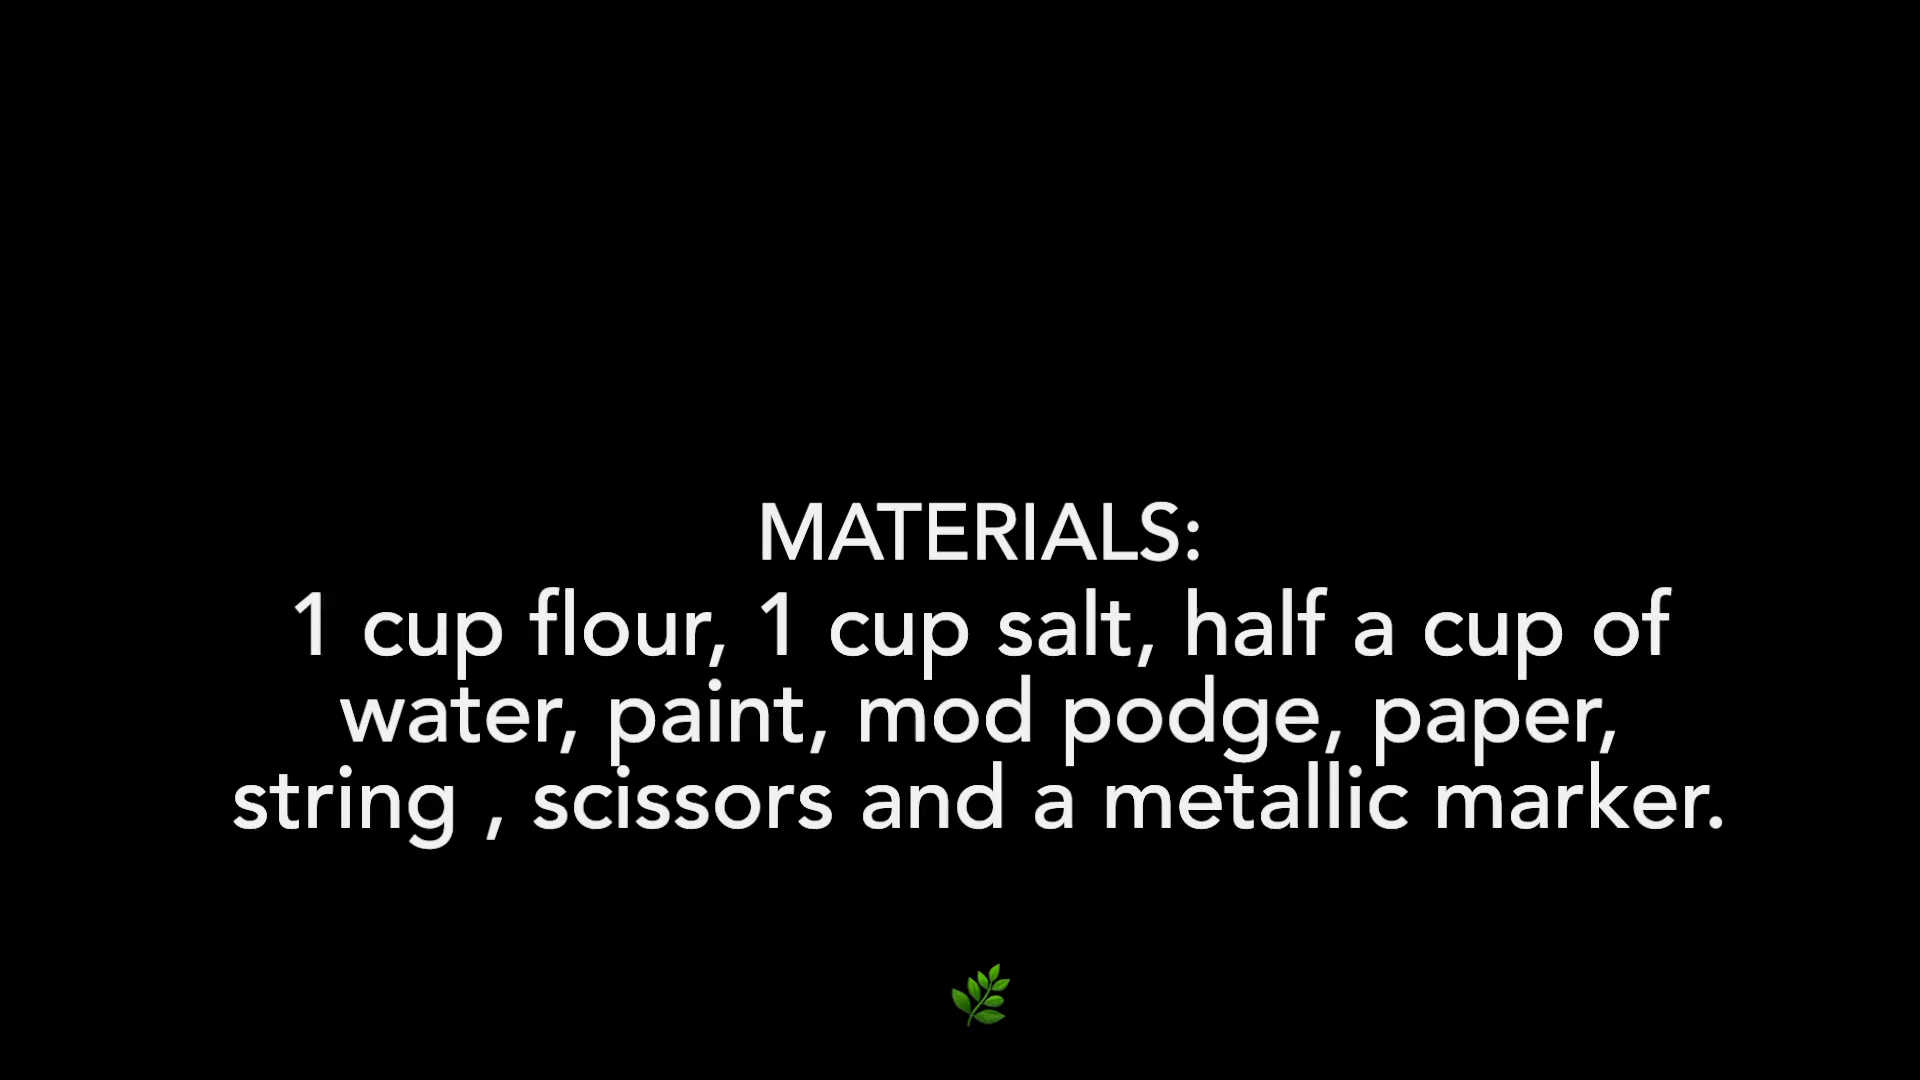 MATERIALS:
1 cup flour, 1 cup salt, half a cup of
water, paint, mod podge, paper,
string , scissors and a metallic marker.